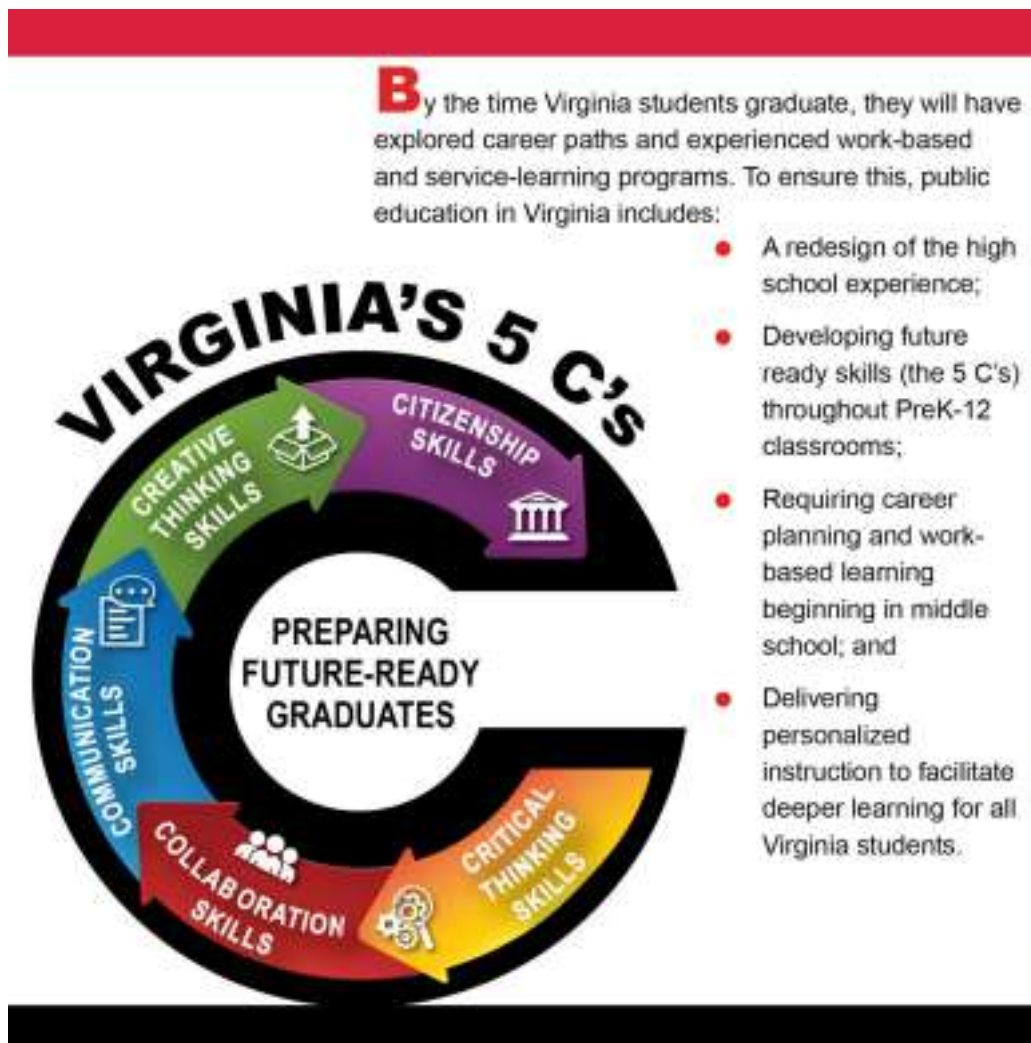 By the time Virginia students graduate, they will have
explored career paths and experienced work-based
and service-learning programs. To ensure this, public
education in Virginia includes:
● A redesign of the high
school experience;
● Developing future
ready skills (the 5 C's)
throughout PreK-12
classrooms;
● Requiring career
planning and work-
based learning
beginning in middle
school; and
● Delivering
personalized
instruction to facilitate
deeper learning for all
Virginia students.
VIRGINIA'S 5 C's
CRITICAL
THINKING
SKILLS
COLLABORATION
SKILLS
COMMUNICATION
SKILLS
CREATIVE
THINKING
SKILLS
CITIZENSHIP
SKILLS
PREPARING
FUTURE-READY
GRADUATES